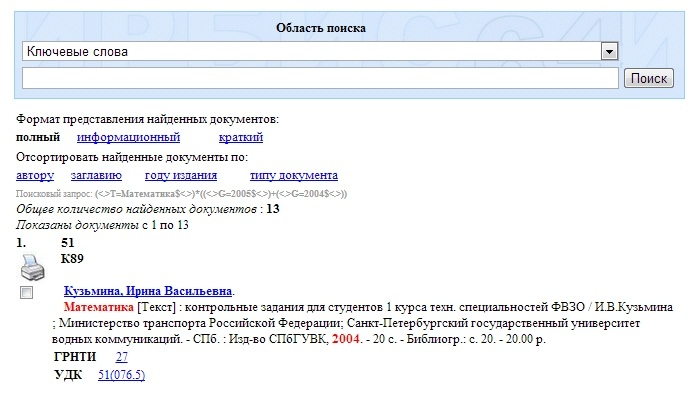 Область поиска
Ключевые слова
Поиск
Формат представления найденных документов:
полный информационный краткий
Отсортировать найденные документы по:
автору заглавию году издания типу документа
Поисковый запрос: (<>T=Математика$<>)*((<>G=2005$<>)+(<>G=2004$<>))
Общее количество найденных документов : 13
Показаны документы с 1 по 13
1. 51
К89
Кузьмина, Ирина Васильевна.
Математика [Текст] : контрольные задания для студентов 1 курса техн. специальностей ФВЗО / И.В.Кузьмина
; Министерство транспорта Российской Федерации; Санкт-Петербургский государственный университет
водных коммуникаций. - СПб. : Изд-во СПбГУВК, 2004. - 20 с. - Библиогр.: с. 20. - 20.00 р.
ГРНТИ 27
УДК 51(076.5)